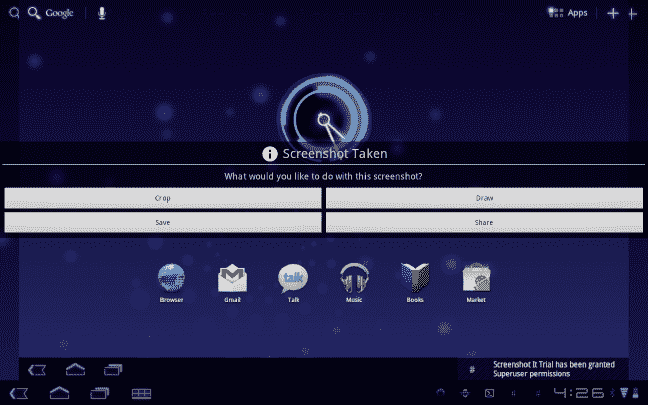 Google
Apps
Screenshot Taken
What would you like to do with this screenshot?
Crop
Draw
Save
Share
talk
Browser
Gmail
Talk
Music
Books
Market
#
Screenshot It Trial has been granted
Superuser permissions
4:26